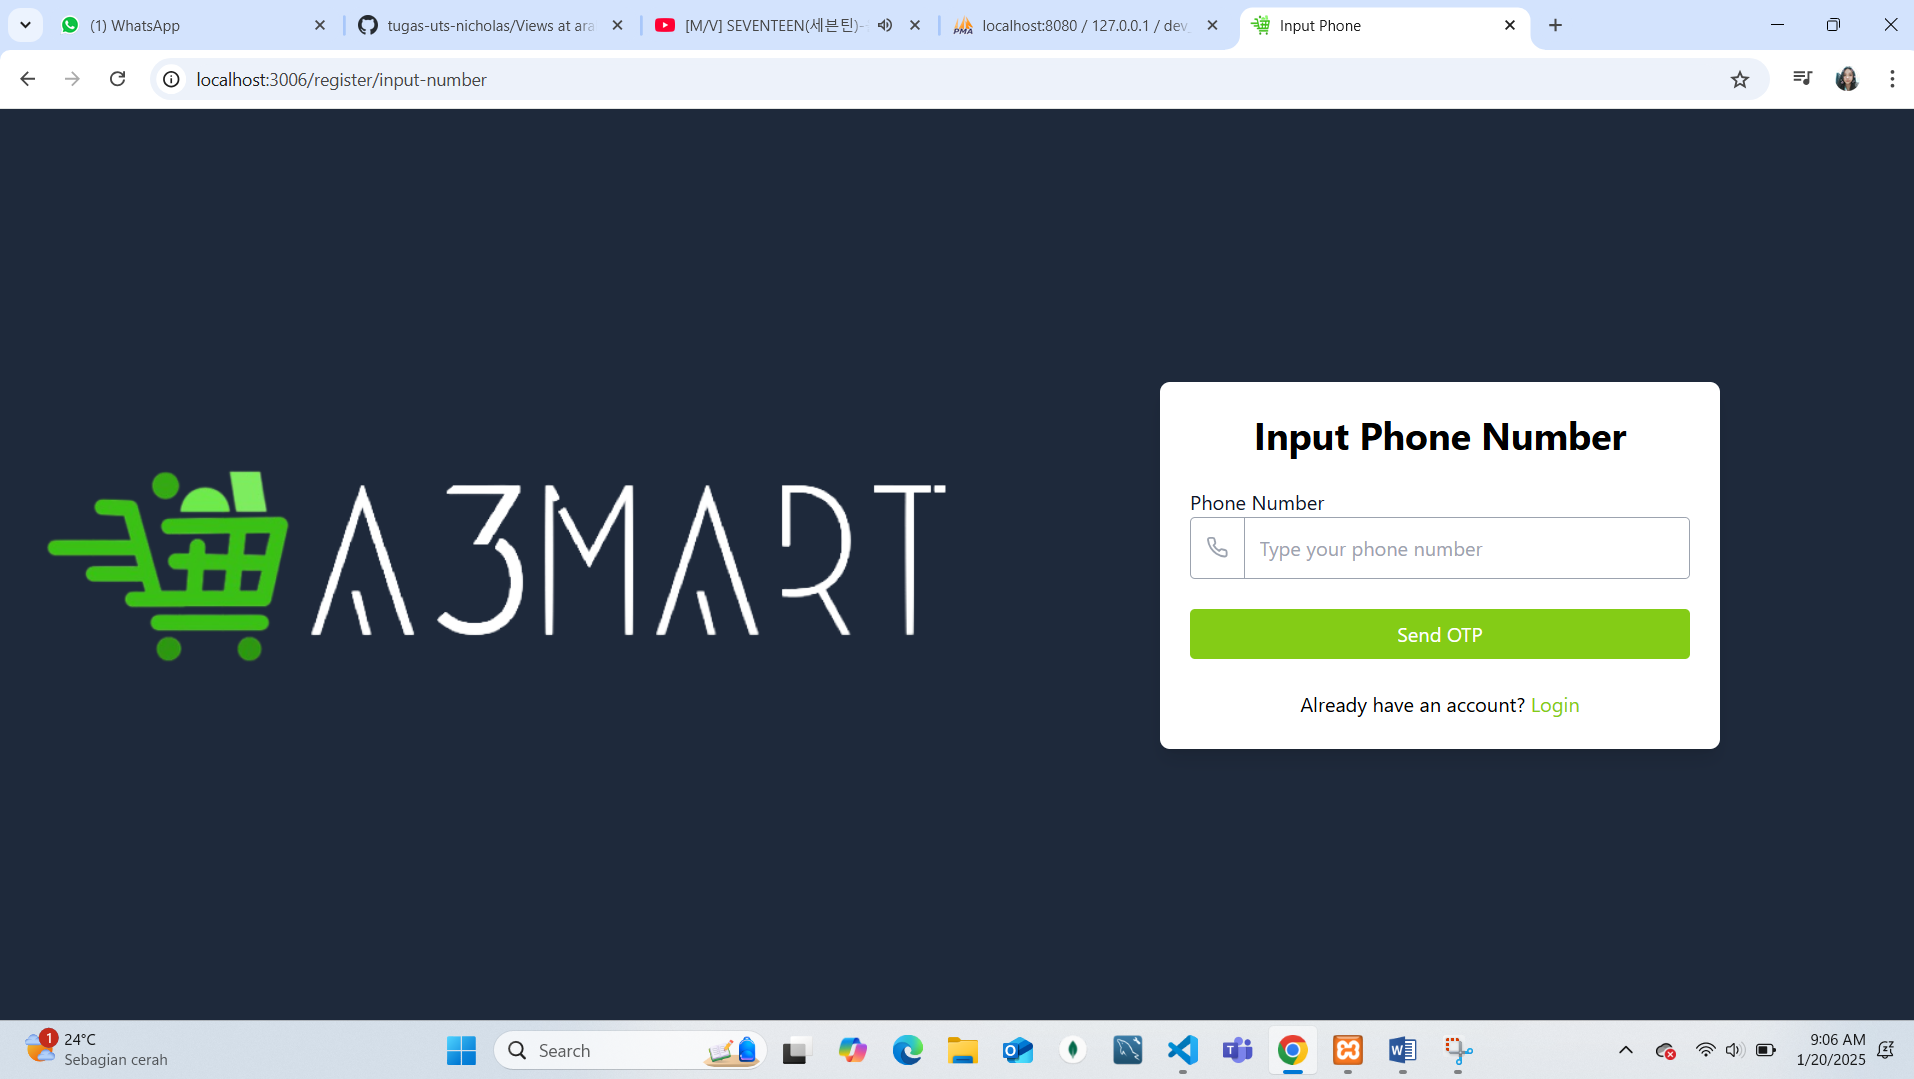 (1) WhatsApp
tugas-uts-nicholas/Views at ara
[M/V] SEVENTEEN(세븐틴)-
localhost:8080 / 127.0.0.1 / dev_
Input Phone
localhost:3006/register/input-number
A3MART
Input Phone Number
Phone Number
Type your phone number
Send OTP
Already have an account? Login
1
24°C
Sebagian cerah
Search
9:06 AM
1/20/2025